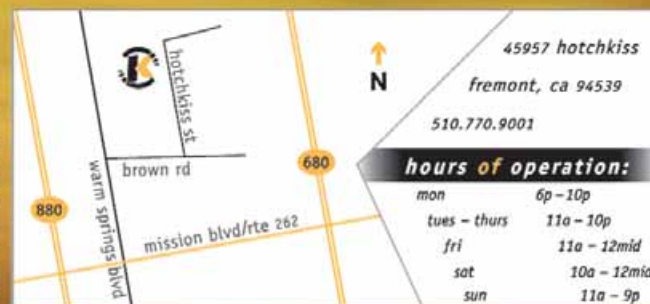 hotchkiss st
brown rd
warm springs blvd
mission blvd/rte 262
880
680
N
K
45957 hotchkiss
fremont, ca 94539
510.770.9001
hours of operation:
mon 6p – 10p
tues – thurs 11a – 10p
fri 11a – 12mid
sat 10a – 12mid
sun 11a – 9p